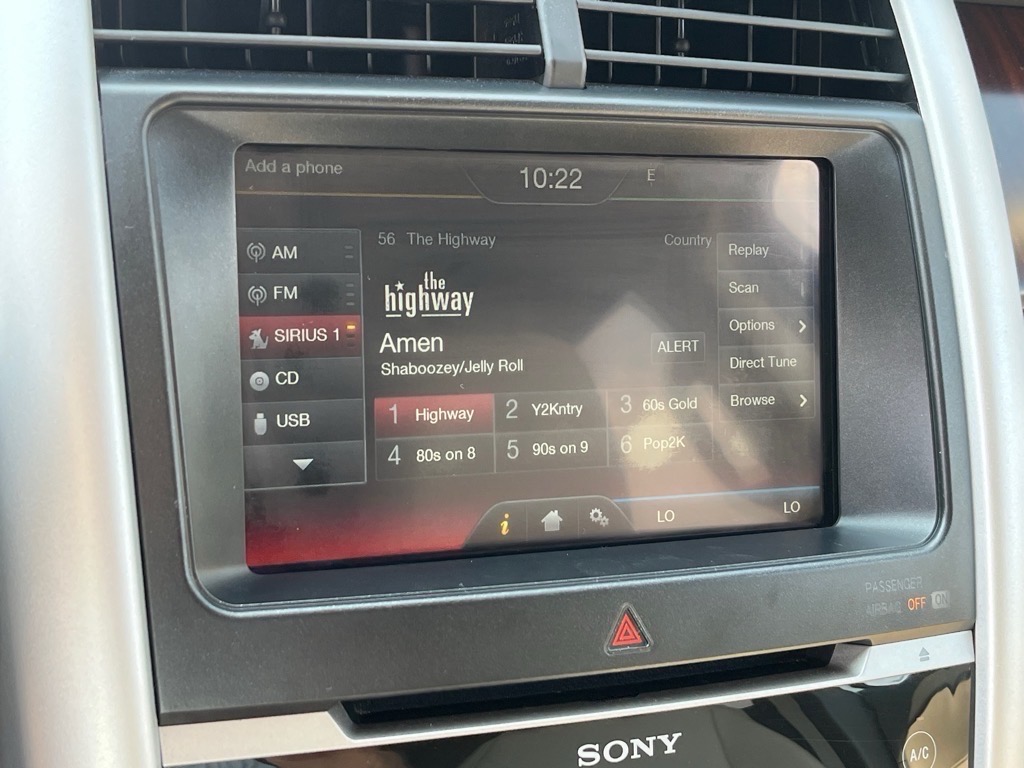 Add a phone
10:22
E
AM
FM
SIRIUS 1
CD
USB
56 The Highway
Country
the
highway
Amen
Shaboozey/Jelly Roll
ALERT
1 Highway
2 Y2Kntry
3 60s Gold
4 80s on 8
5 90s on 9
6 Pop2K
Replay
Scan
Options
Direct Tune
Browse
i
LO
LO
PASSENGER
AIRBAG OFF ON
SONY
A/C